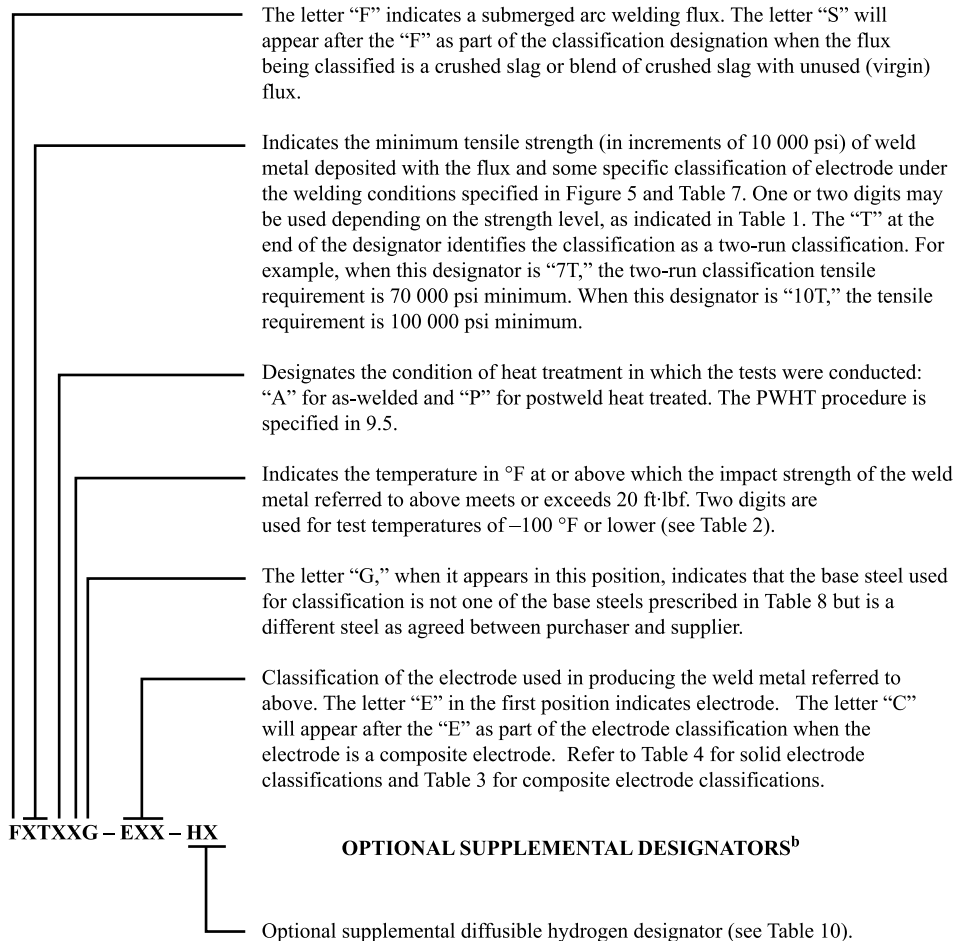 The letter “F” indicates a submerged arc welding flux. The letter “S” will
appear after the “F” as part of the classification designation when the flux
being classified is a crushed slag or blend of crushed slag with unused (virgin)
flux.
Indicates the minimum tensile strength (in increments of 10 000 psi) of weld
metal deposited with the flux and some specific classification of electrode under
the welding conditions specified in Figure 5 and Table 7. One or two digits may
be used depending on the strength level, as indicated in Table 1. The “T” at the
end of the designator identifies the classification as a two-run classification. For
example, when this designator is “7T,” the two-run classification tensile
requirement is 70 000 psi minimum. When this designator is “10T,” the tensile
requirement is 100 000 psi minimum.
Designates the condition of heat treatment in which the tests were conducted:
“A” for as-welded and “P” for postweld heat treated. The PWHT procedure is
specified in 9.5.
Indicates the temperature in °F at or above which the impact strength of the weld
metal referred to above meets or exceeds 20 ft·lbf. Two digits are
used for test temperatures of –100 °F or lower (see Table 2).
The letter “G,” when it appears in this position, indicates that the base steel used
for classification is not one of the base steels prescribed in Table 8 but is a
different steel as agreed between purchaser and supplier.
Classification of the electrode used in producing the weld metal referred to
above. The letter “E” in the first position indicates electrode. The letter “C”
will appear after the “E” as part of the electrode classification when the
electrode is a composite electrode. Refer to Table 4 for solid electrode
classifications and Table 3 for composite electrode classifications.
FXTXXG – EXX – HX
OPTIONAL SUPPLEMENTAL DESIGNATORSᵇ
Optional supplemental diffusible hydrogen designator (see Table 10).